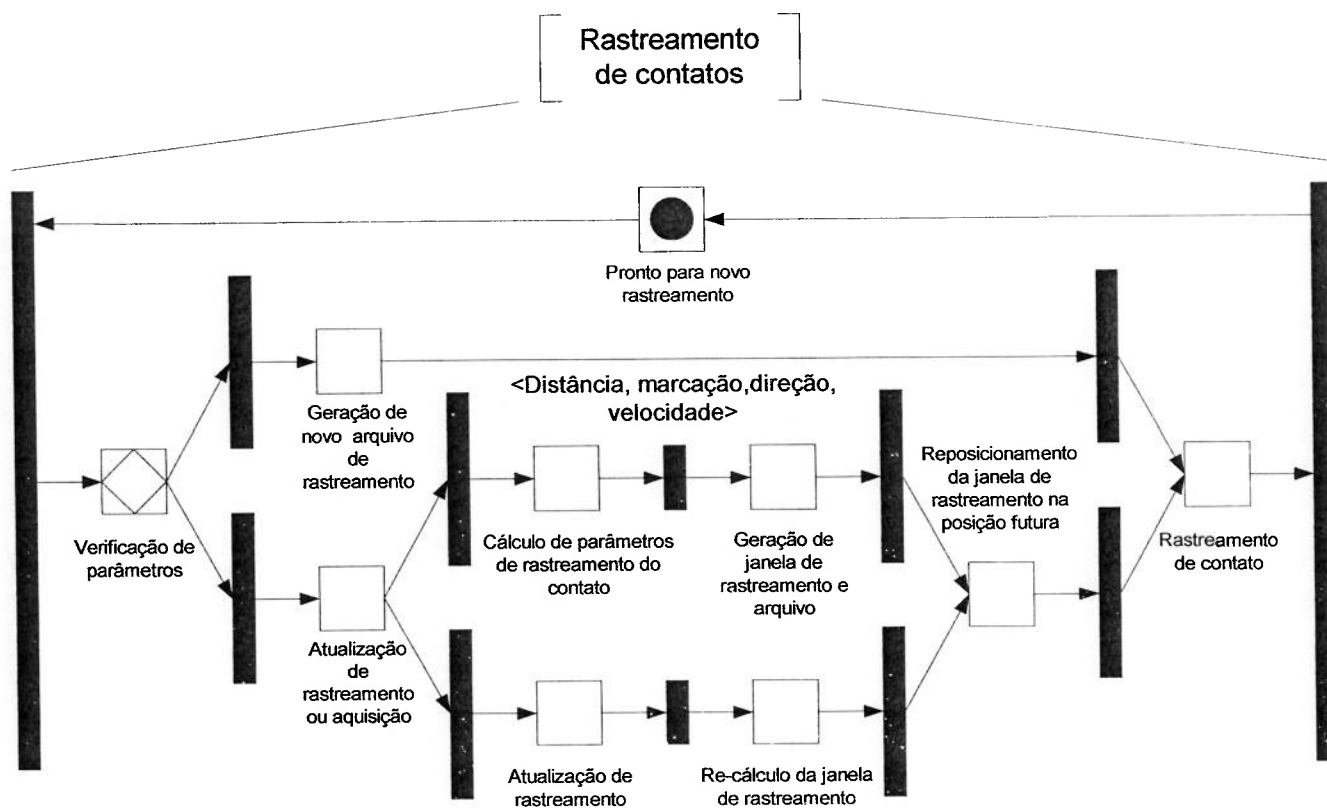 Rastreamento
de contatos
Pronto para novo
rastreamento
<Distância, marcação,direção,
velocidade>
Geração de
novo arquivo
de
rastreamento
Reposicionamento
da janela de
rastreamento na
posição futura
Verificação de
parâmetros
Cálculo de parâmetros
de rastreamento do
contato
Geração de
janela de
rastreamento e
arquivo
Rastreamento
de contato
Atualização
de
rastreamento
ou aquisição
Atualização de
rastreamento
Re-cálculo da janela
de rastreamento